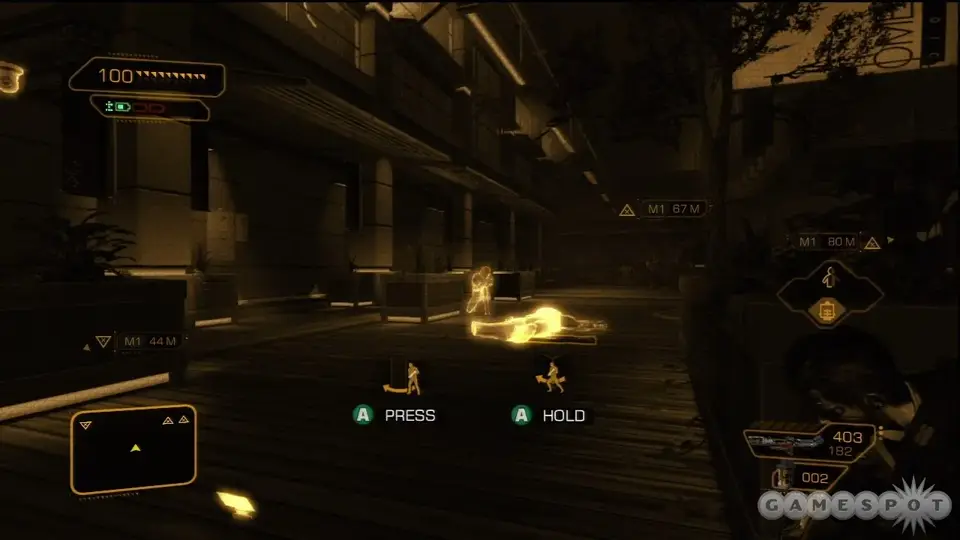 100
M1 67 M
M1 80 M
M1 44 M
A PRESS
A HOLD
403
182
002
GAMESPOT